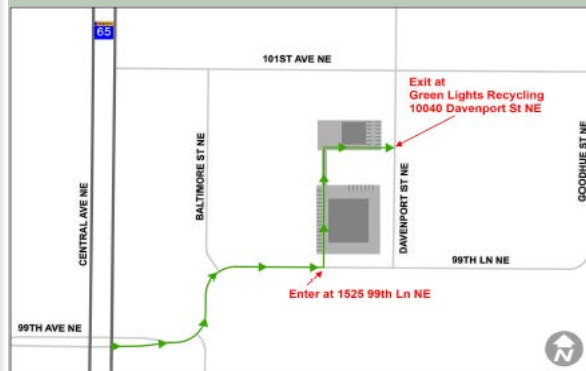 65
101ST AVE NE
Exit at
Green Lights Recycling
10040 Davenport St NE
CENTRAL AVE NE
BALTIMORE ST NE
DAVENPORT ST NE
GOODHUE ST NE
99TH LN NE
Enter at 1525 99th Ln NE
99TH AVE NE
N